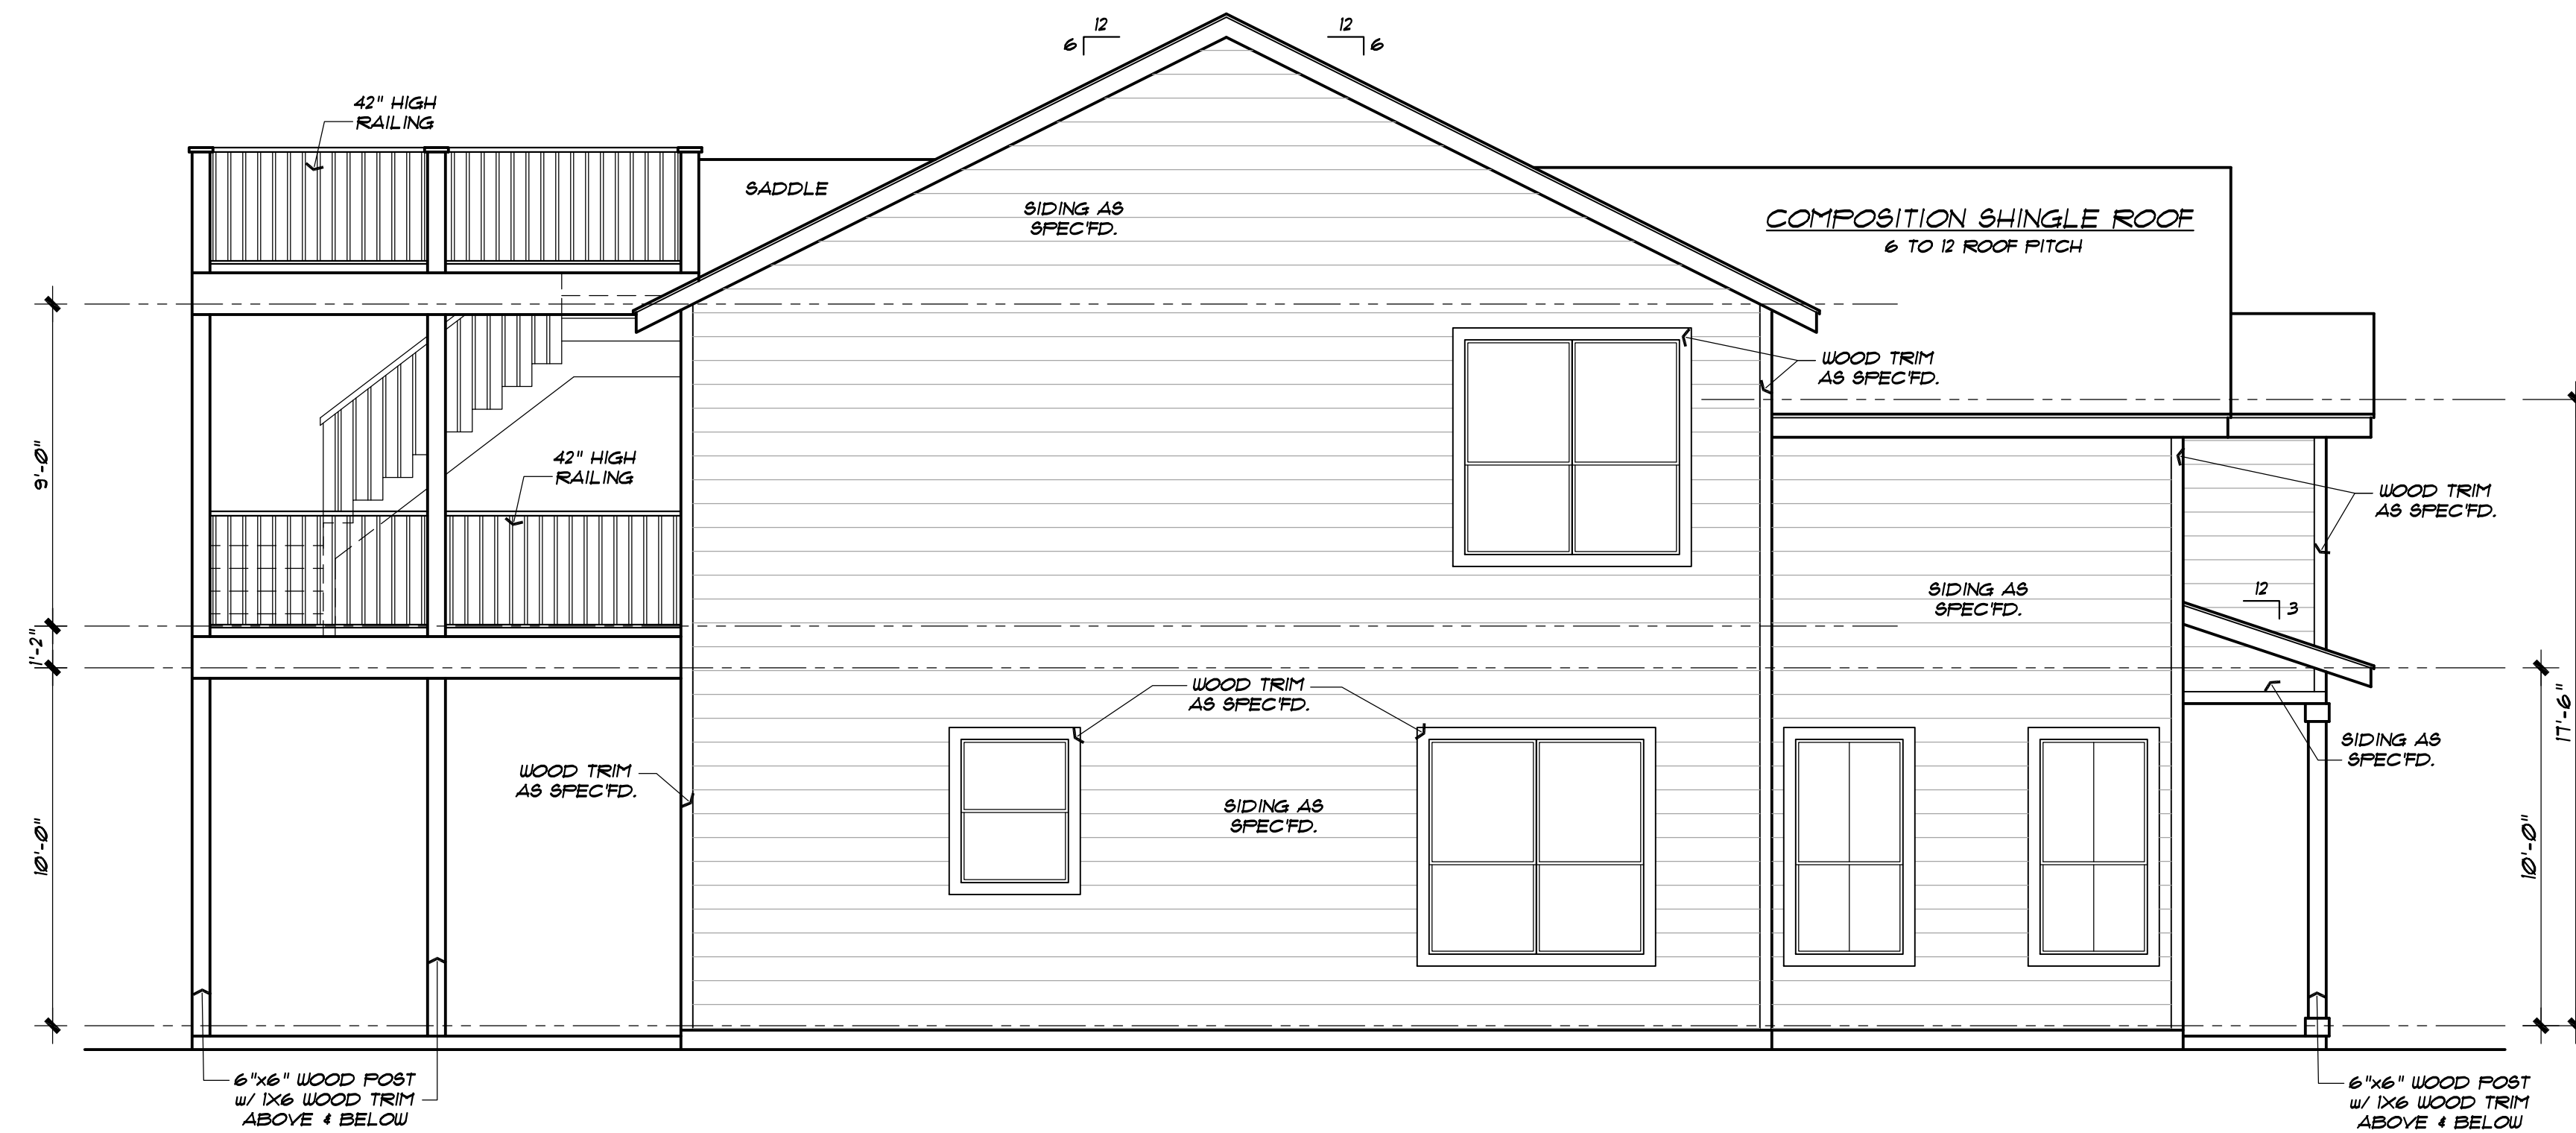 12
6
12
6
42" HIGH
RAILING
SADDLE
SIDING AS
SPEC'FD.
COMPOSITION SHINGLE ROOF
6 TO 12 ROOF PITCH
WOOD TRIM
AS SPEC'FD.
9'-0"
42" HIGH
RAILING
WOOD TRIM
AS SPEC'FD.
SIDING AS
SPEC'FD.
12
3
1'-2"
WOOD TRIM
AS SPEC'FD.
17'-6"
SIDING AS
SPEC'FD.
WOOD TRIM
AS SPEC'FD.
SIDING AS
SPEC'FD.
10'-0"
10'-0"
6"x6" WOOD POST
w/ 1X6 WOOD TRIM
ABOVE & BELOW
6"x6" WOOD POST
w/ 1X6 WOOD TRIM
ABOVE & BELOW